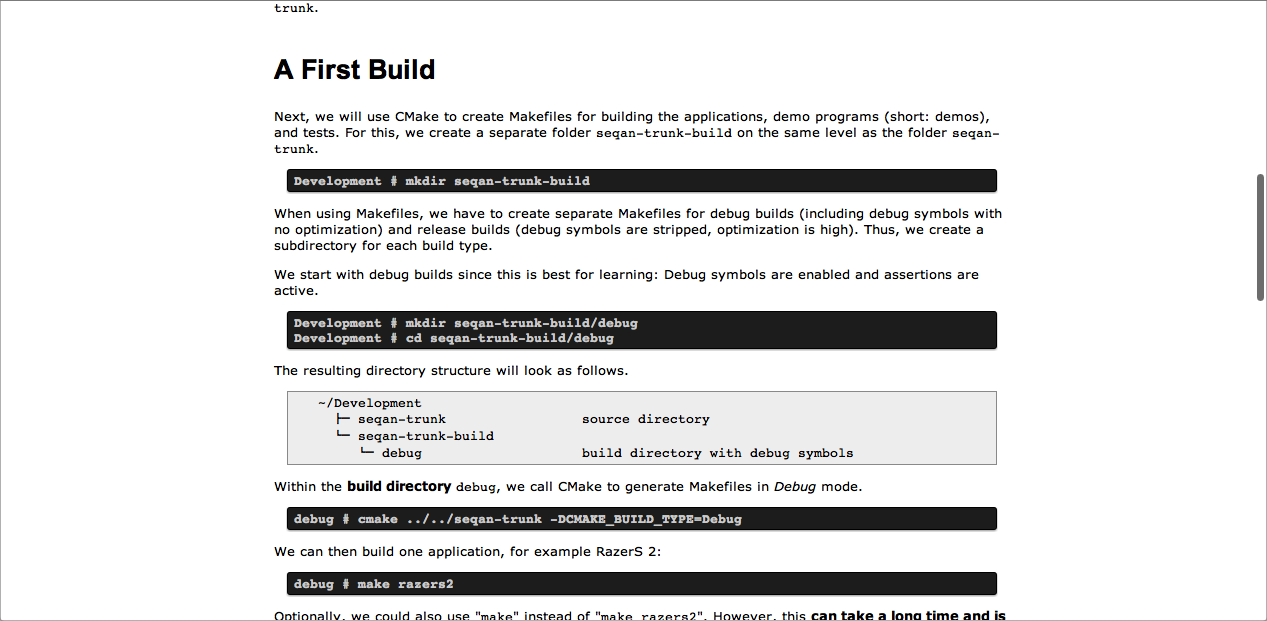 trunk.
A First Build
Next, we will use CMake to create Makefiles for building the applications, demo programs (short: demos),
and tests. For this, we create a separate folder seqan-trunk-build on the same level as the folder seqan-
trunk.
Development # mkdir seqan-trunk-build
When using Makefiles, we have to create separate Makefiles for debug builds (including debug symbols with
no optimization) and release builds (debug symbols are stripped, optimization is high). Thus, we create a
subdirectory for each build type.
We start with debug builds since this is best for learning: Debug symbols are enabled and assertions are
active.
Development # mkdir seqan-trunk-build/debug
Development # cd seqan-trunk-build/debug
The resulting directory structure will look as follows.
~/Development
├─ seqan-trunk source directory
└─ seqan-trunk-build
└─ debug build directory with debug symbols
Within the build directory debug, we call CMake to generate Makefiles in Debug mode.
debug # cmake ../../seqan-trunk -DCMAKE_BUILD_TYPE=Debug
We can then build one application, for example RazerS 2:
debug # make razers2
Optionally, we could also use "make" instead of "make razers2". However, this can take a long time and is